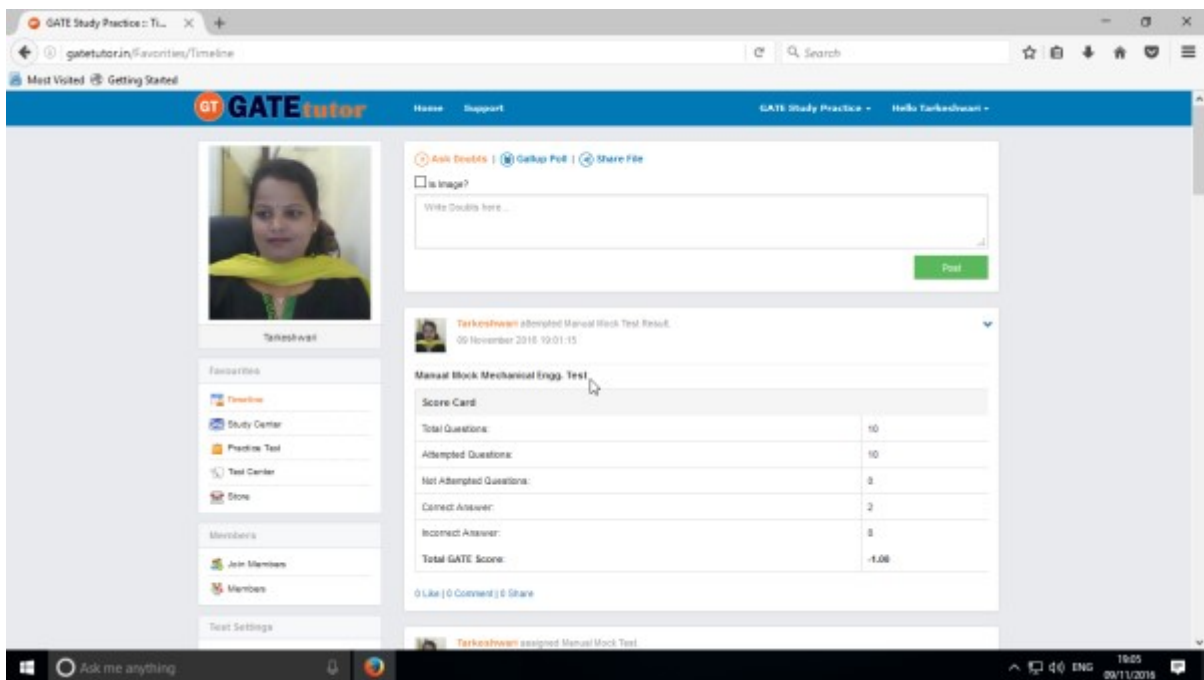 GATE Study Practice :: Ti...
gatetutor.in/Favorities/Timeline
Search
Most Visited Getting Started
GT GATEtutor Home Support GATE Study Practice Hello Tarkeshwari
Ask Doubts | Gallup Poll | Share File
Is Image?
Write Doubts here...
Post
Tarkeshwari
Favourites
Timeline
Study Center
Practice Test
Test Center
Store
Members
Join Members
Members
Test Settings
Tarkeshwari attempted Manual Mock Test Result.
09 November 2016 19:01:15
Manual Mock Mechanical Engg. Test
Score Card
Total Questions: 10
Attempted Questions: 10
Not Attempted Questions: 0
Correct Answer: 2
Incorrect Answer: 8
Total GATE Score: -1.00
0 Like | 0 Comment | 0 Share
Tarkeshwari assigned Manual Mock Test.
Ask me anything
ENG
19:05
09/11/2016